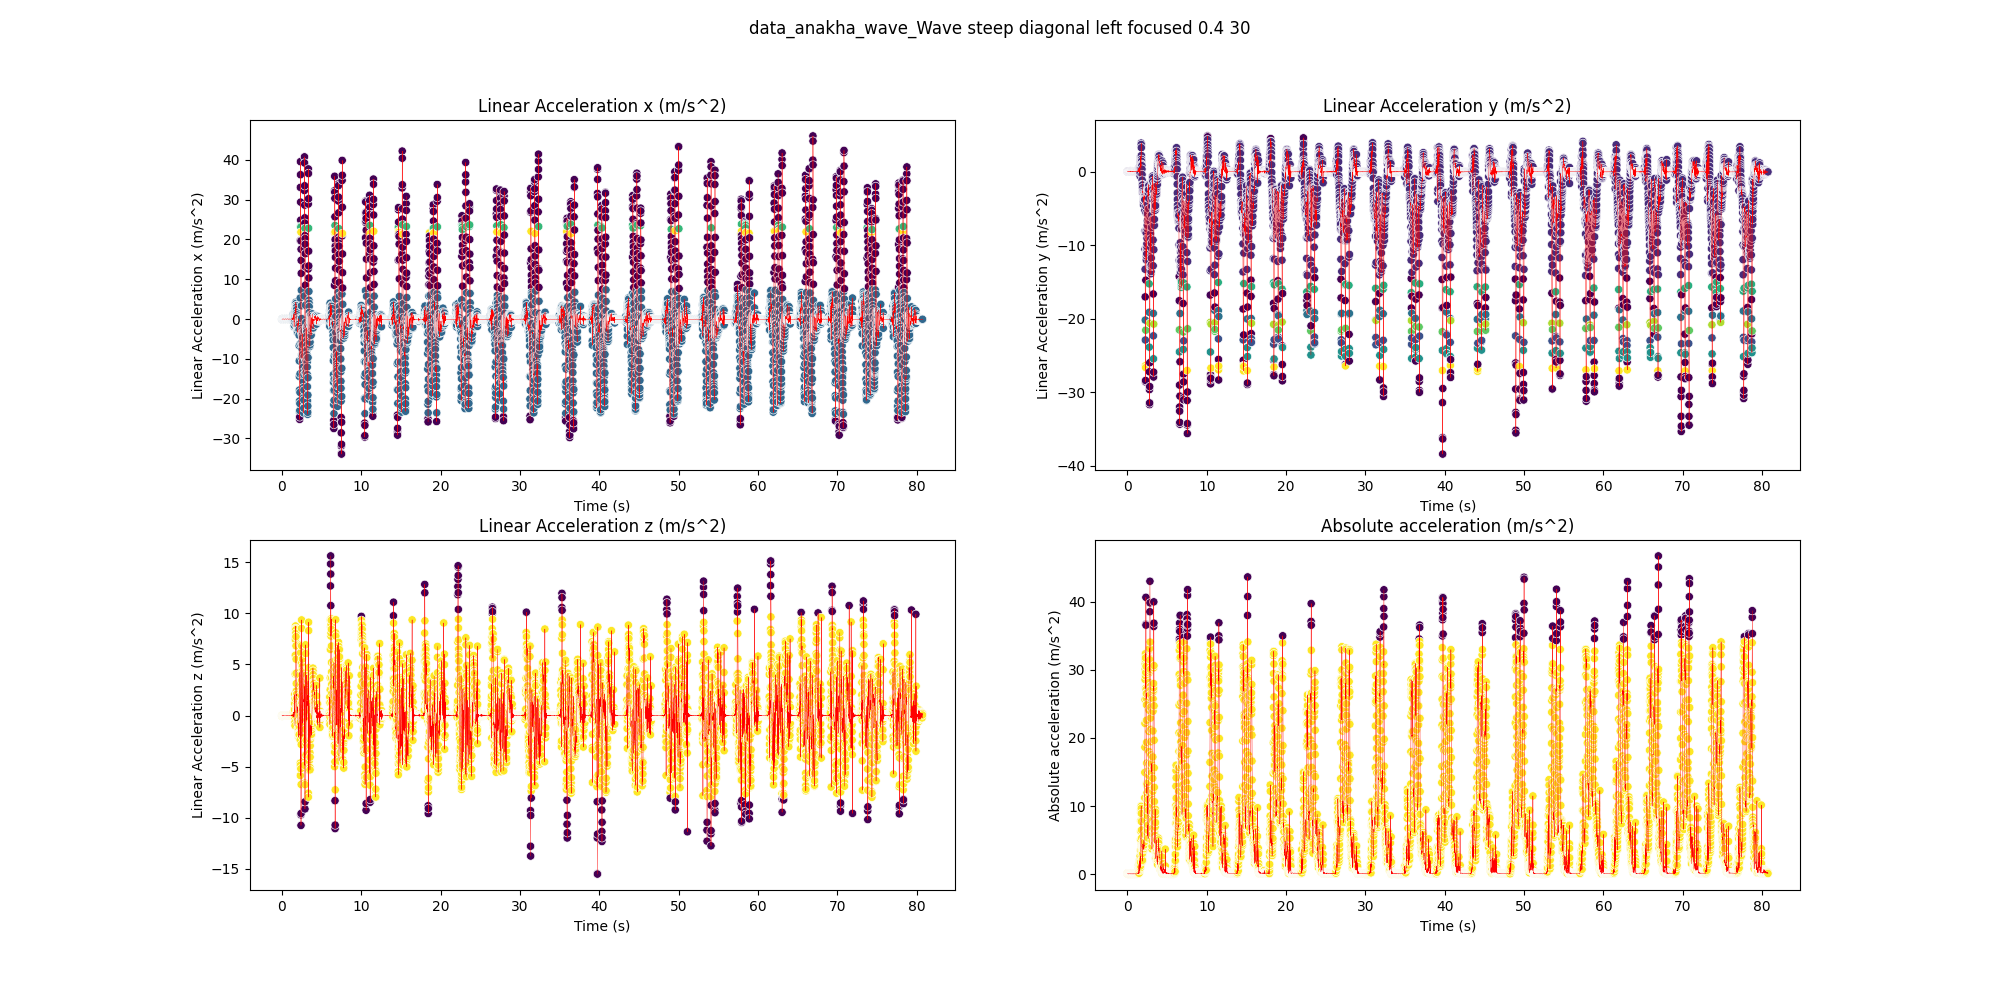 data_anakha_wave_Wave steep diagonal left focused 0.4 30
Linear Acceleration x (m/s^2)
Linear Acceleration x (m/s^2)
40
30
20
10
0
−10
−20
−30
0 10 20 30 40 50 60 70 80
Time (s)
Linear Acceleration y (m/s^2)
Linear Acceleration y (m/s^2)
0
−10
−20
−30
−40
0 10 20 30 40 50 60 70 80
Time (s)
Linear Acceleration z (m/s^2)
Linear Acceleration z (m/s^2)
15
10
5
0
−5
−10
−15
0 10 20 30 40 50 60 70 80
Time (s)
Absolute acceleration (m/s^2)
Absolute acceleration (m/s^2)
40
30
20
10
0
0 10 20 30 40 50 60 70 80
Time (s)